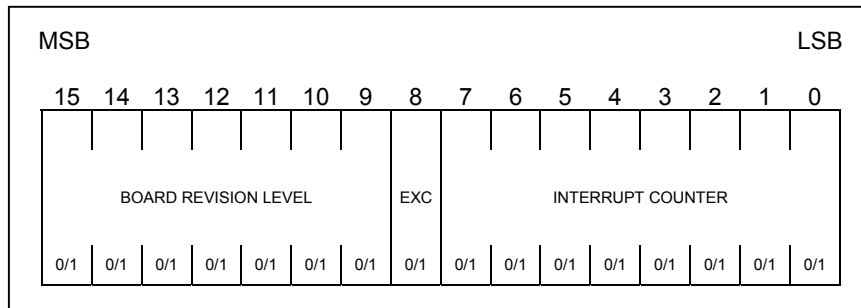 MSB LSB
15 14 13 12 11 10 9 8 7 6 5 4 3 2 1 0
BOARD REVISION LEVEL EXC INTERRUPT COUNTER
0/1 0/1 0/1 0/1 0/1 0/1 0/1 0/1 0/1 0/1 0/1 0/1 0/1 0/1 0/1 0/1